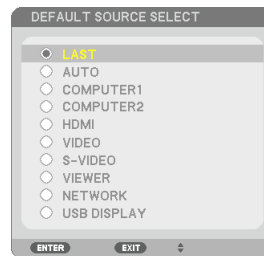 DEFAULT SOURCE SELECT
LAST
AUTO
COMPUTER1
COMPUTER2
HDMI
VIDEO
S-VIDEO
VIEWER
NETWORK
USB DISPLAY
ENTER EXIT